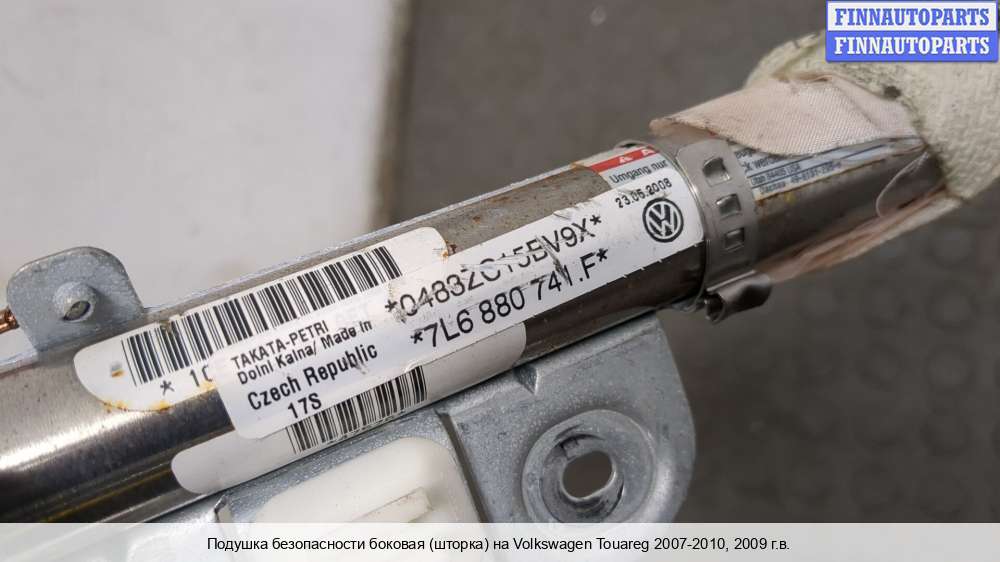 FINNAUTOPARTS
FINNAUTOPARTS
Umgang nur
23.05.2008
*0483ZC15BV9X*
*7L6 880 741.F*
TAKATA-PETRI
Dolni Kalna/ Made in
Czech Republic
17S
Подушка безопасности боковая (шторка) на Volkswagen Touareg 2007-2010, 2009 г.в.